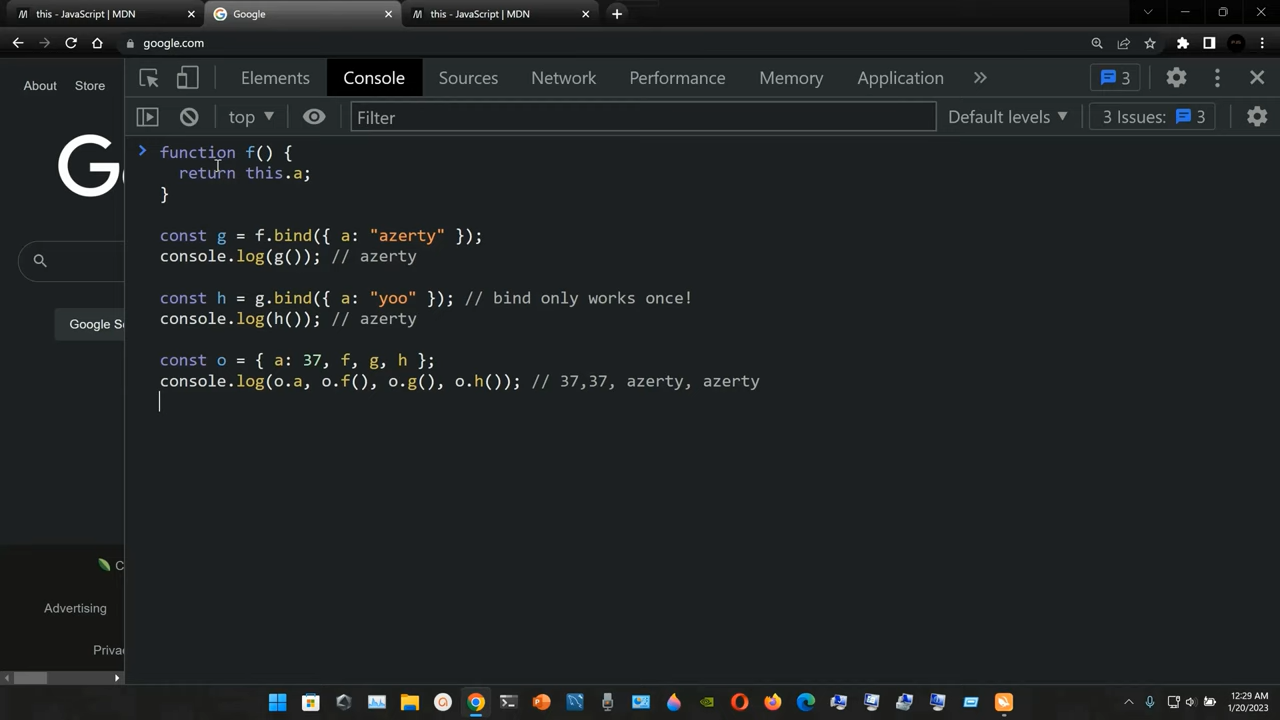 this - JavaScript | MDN
Google
this - JavaScript | MDN
google.com
About
Store
Elements
Console
Sources
Network
Performance
Memory
Application
3
top
Filter
Default levels
3 Issues:
3
function f() {
return this.a;
}
const g = f.bind({ a: "azerty" });
console.log(g()); // azerty
const h = g.bind({ a: "yoo" }); // bind only works once!
console.log(h()); // azerty
const o = { a: 37, f, g, h };
console.log(o.a, o.f(), o.g(), o.h()); // 37,37, azerty, azerty
Google Se
Advertising
Privac
12:29 AM
1/20/2023